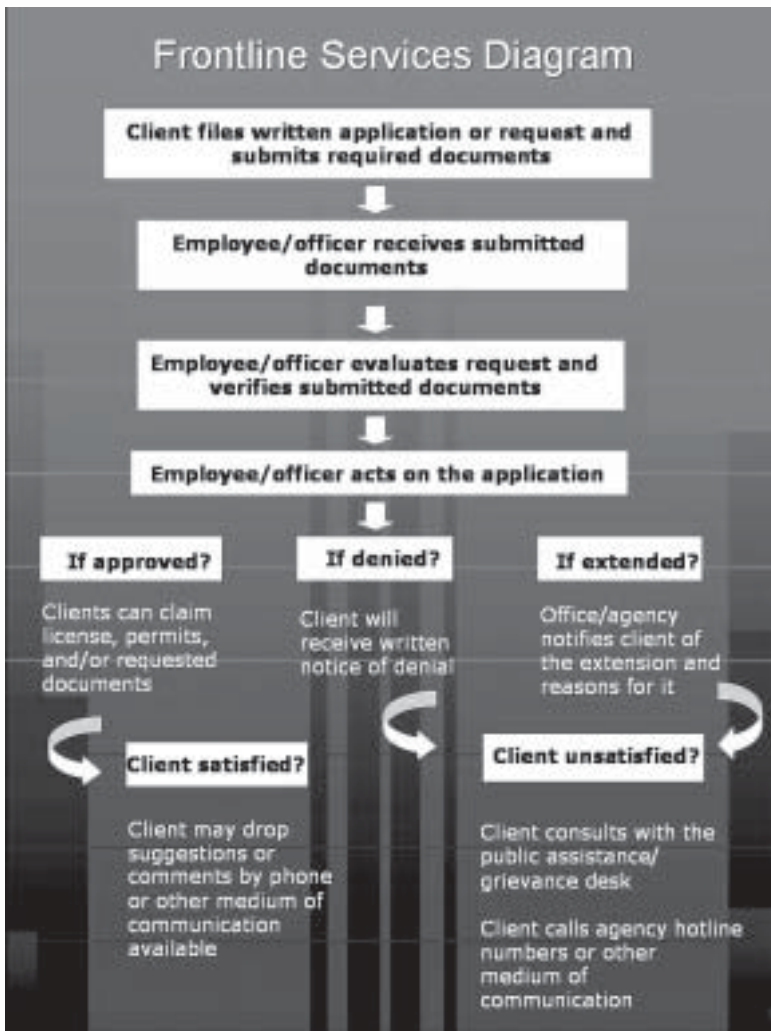 Frontline Services Diagram
Client files written application or request and
submits required documents
Employee/officer receives submitted
documents
Employee/officer evaluates request and
verifies submitted documents
Employee/officer acts on the application
If approved?
Clients can claim
license, permits,
and/or requested
documents
If denied?
Client will
receive written
notice of denial
If extended?
Office/agency
notifies client of
the extension and
reasons for it
Client satisfied?
Client may drop
suggestions or
comments by phone
or other medium of
communication
available
Client unsatisfied?
Client consults with the
public assistance/
grievance desk
Client calls agency hotline
numbers or other
medium of
communication